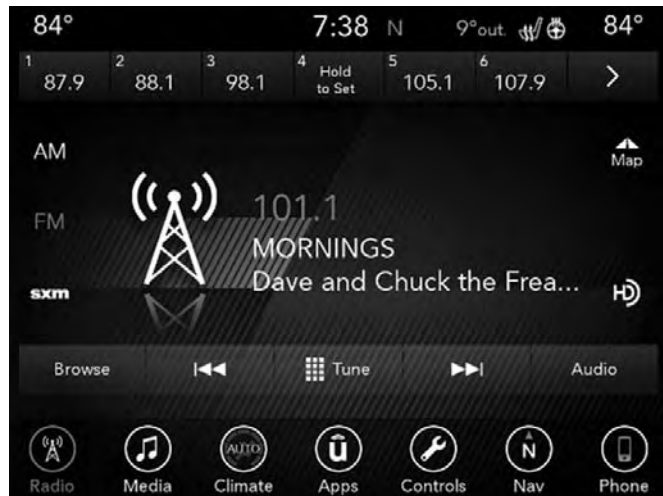 84° 7:38 N 9°out. 84°
1 87.9 2 88.1 3 98.1 4 Hold to Set 5 105.1 6 107.9 >
AM
Map
FM
101.1
MORNINGS
Dave and Chuck the Frea...
sxm
HD
Browse Tune Audio
AUTO û N
Radio Media Climate Apps Controls Nav Phone